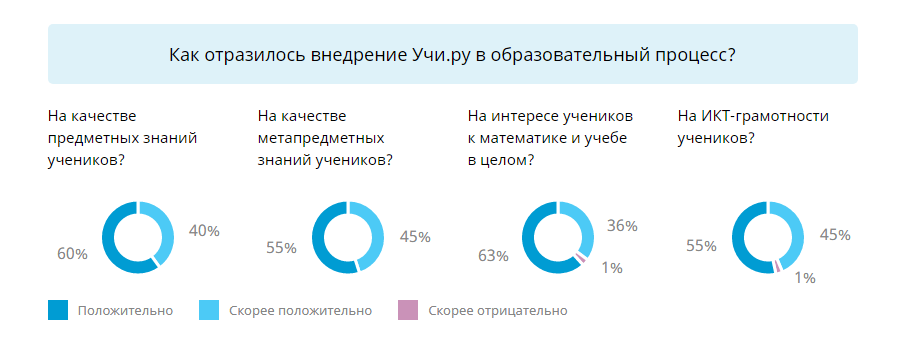 Как отразилось внедрение Учи.ру в образовательный процесс?
На качестве
предметных знаний
учеников?
На качестве
метапредметных
знаний учеников?
На интересе учеников
к математике и учебе
в целом?
На ИКТ-грамотности
учеников?
60%
40%
55%
45%
63%
36%
1%
55%
45%
1%
Положительно
Скорее положительно
Скорее отрицательно